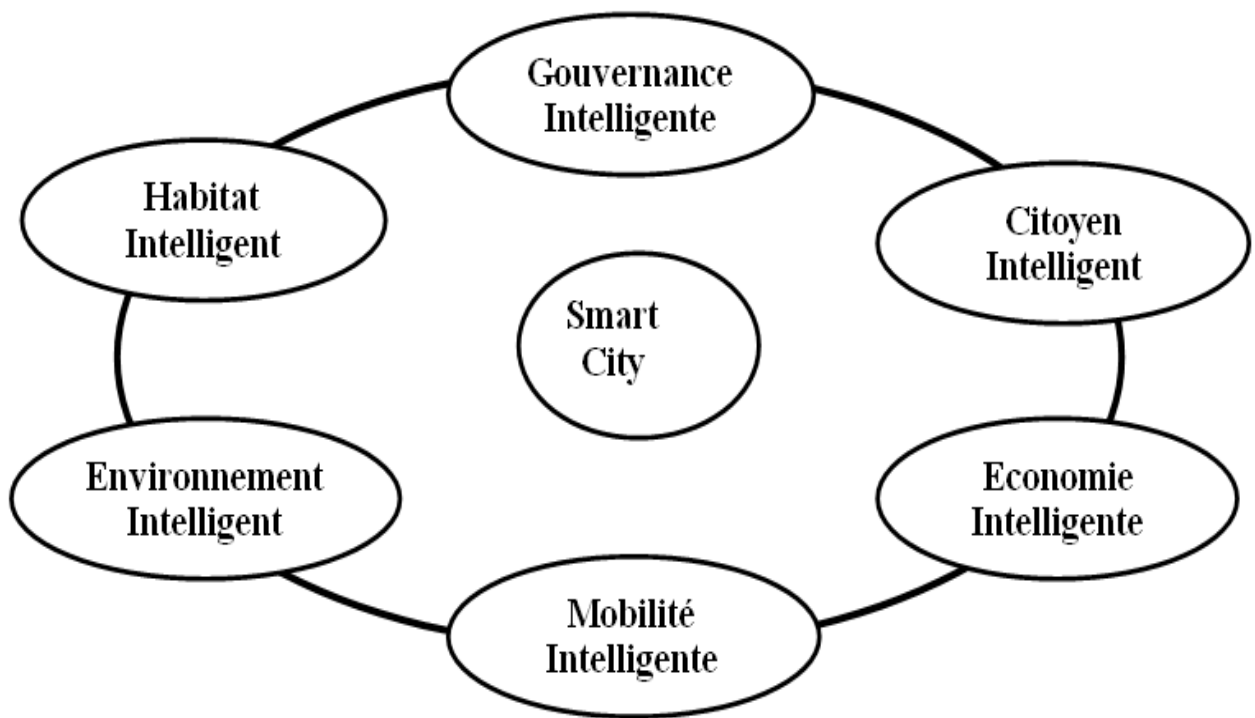 Gouvernance
Intelligente
Habitat
Intelligent
Citoyen
Intelligent
Smart
City
Environnement
Intelligent
Economie
Intelligente
Mobilité
Intelligente